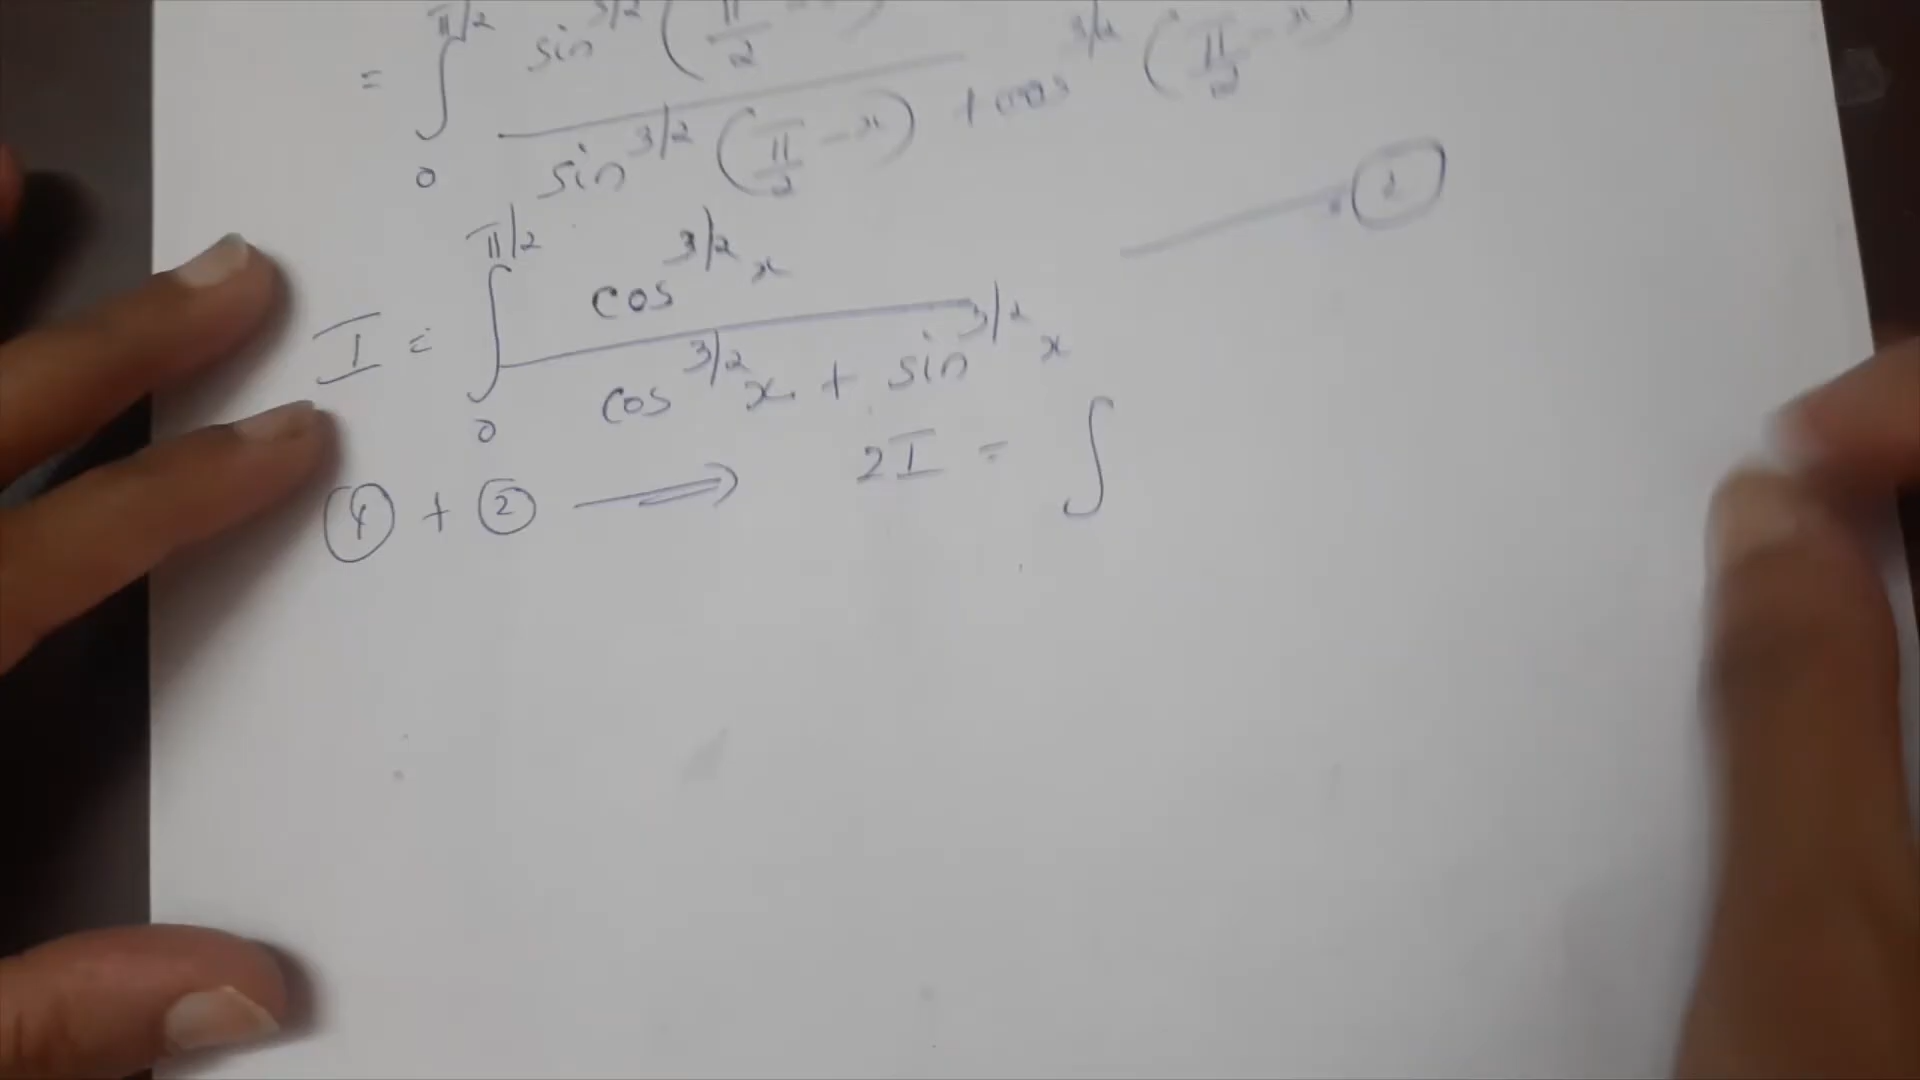 = ∫ π/2 0 sin^3/2 (π/2 −
sin^3/2 (π/2 − x) + cos^3/2 (π/2 − x)
I = ∫ π/2 0 cos^3/2 x ——— ②
cos^3/2 x + sin^3/2 x
① + ② ⟹ 2I = ∫